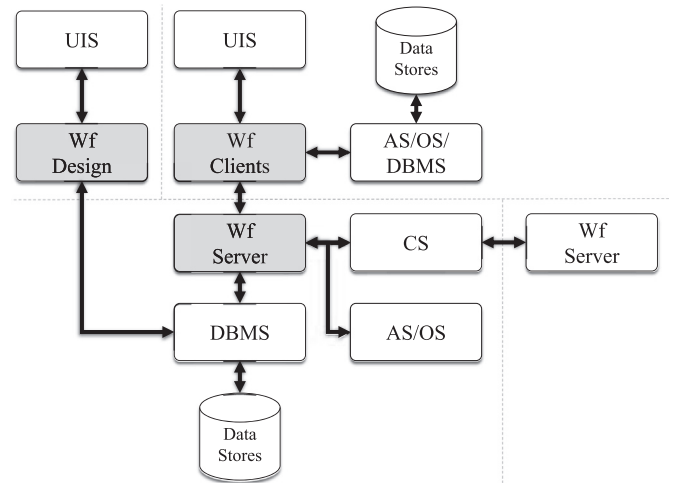 UIS
UIS
Data
Stores
Wf
Design
Wf
Clients
AS/OS/
DBMS
Wf
Server
CS
Wf
Server
DBMS
AS/OS
Data
Stores